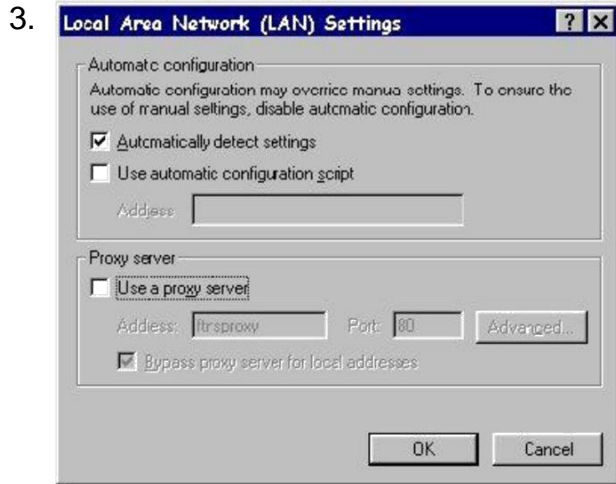 3.
Local Area Network (LAN) Settings
Automatic configuration
Automatic configuration may override manual settings. To ensure the
use of manual settings, disable automatic configuration.
Automatically detect settings
Use automatic configuration script
Address
Proxy server
Use a proxy server
Address: ftrsproxy Port: 80 Advanced...
Bypass proxy server for local addresses
OK Cancel